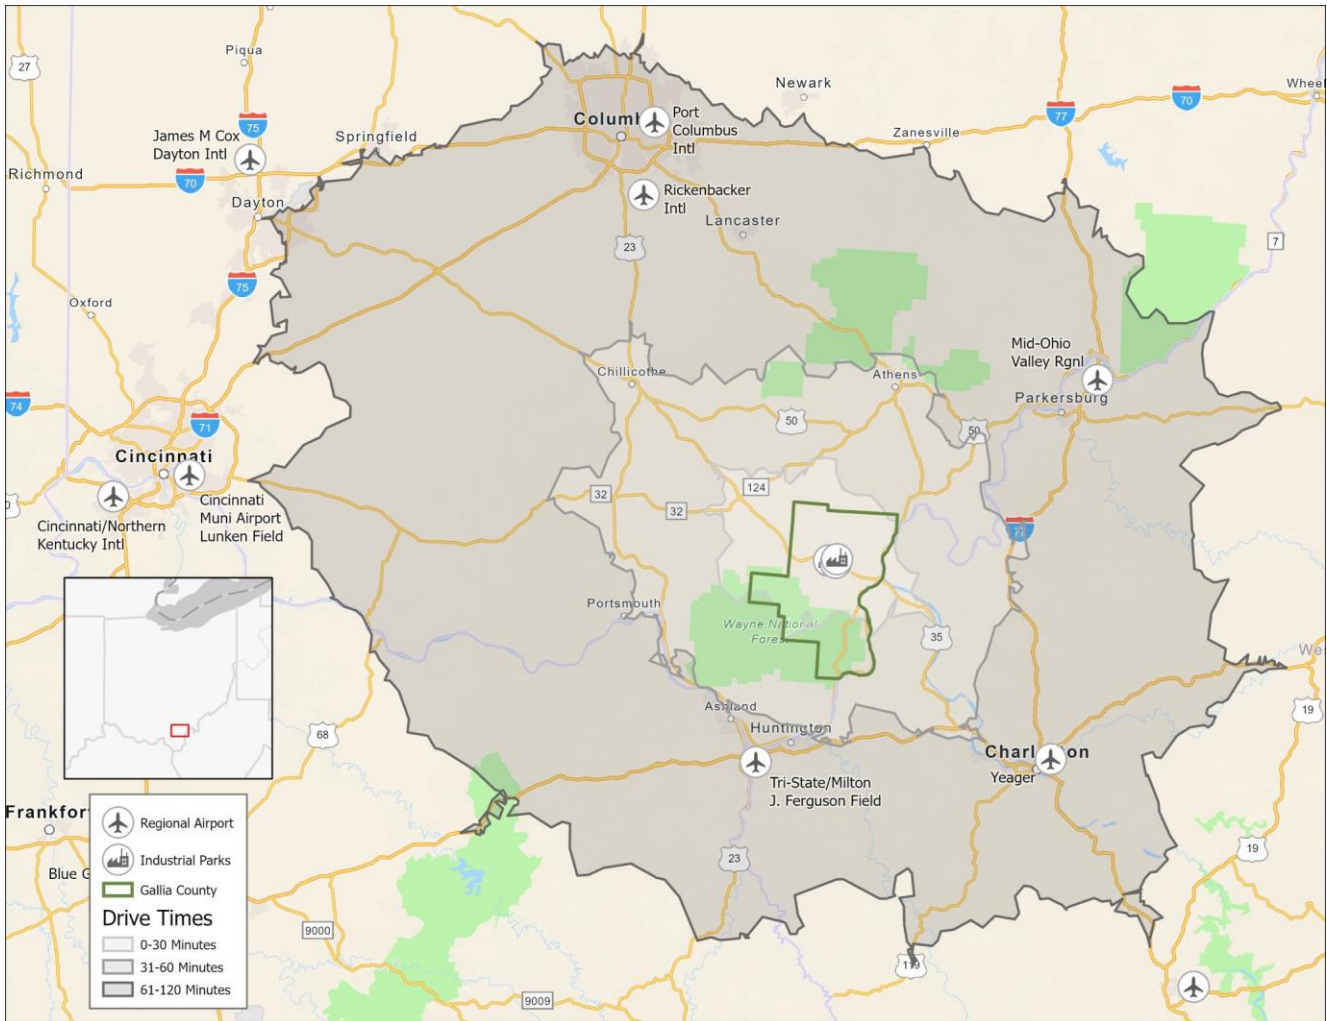 Piqua
27
Newark
Wheel
70
77
75
James M Cox
Dayton Intl
Springfield
Port
Columbus
Intl
Zanesville
Richmond
70
Rickenbacker
Intl
Dayton
Lancaster
23
7
75
Oxford
Mid-Ohio
Valley Rgnl
Chillicothe
Athens
74
Parkersburg
71
50
50
Cincinnati
Cincinnati
Muni Airport
Lunken Field
Cincinnati/Northern
Kentucky Intl
124
32
32
77
Portsmouth
Wayne National
Forest
35
68
Ashland
Huntington
19
Yeager
Tri-State/Milton
J. Ferguson Field
Frankfor
23
19
Regional Airport
Industrial Parks
Gallia County
Drive Times
0-30 Minutes
31-60 Minutes
61-120 Minutes
9000
9009
119